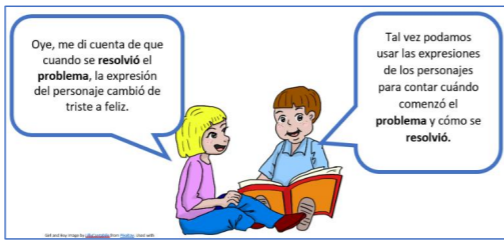 Oye, me di cuenta de que
cuando se resolvió el
problema, la expresión
del personaje cambió de
triste a feliz.
Tal vez podamos
usar las expresiones
de los personajes
para contar cuándo
comenzó el
problema y cómo se
resolvió.